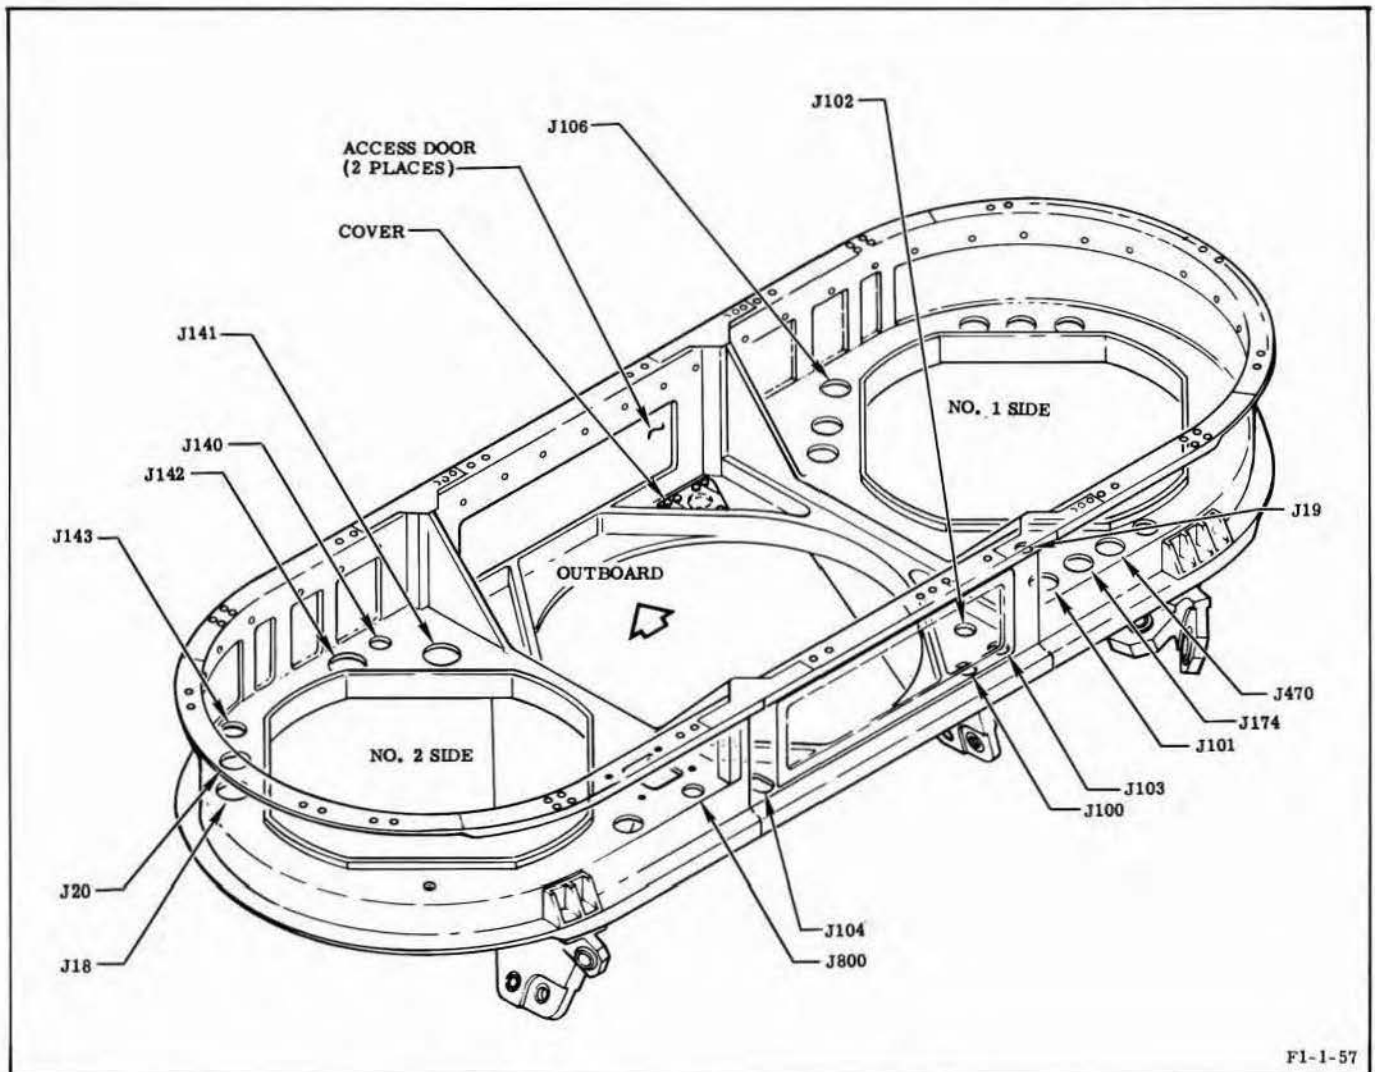 J102
J106
ACCESS DOOR
(2 PLACES)
COVER
J141
J140
J142
J143
NO. 1 SIDE
J19
OUTBOARD
J470
J174
J101
J103
J100
NO. 2 SIDE
J20
J18
J104
J800
F1-1-57